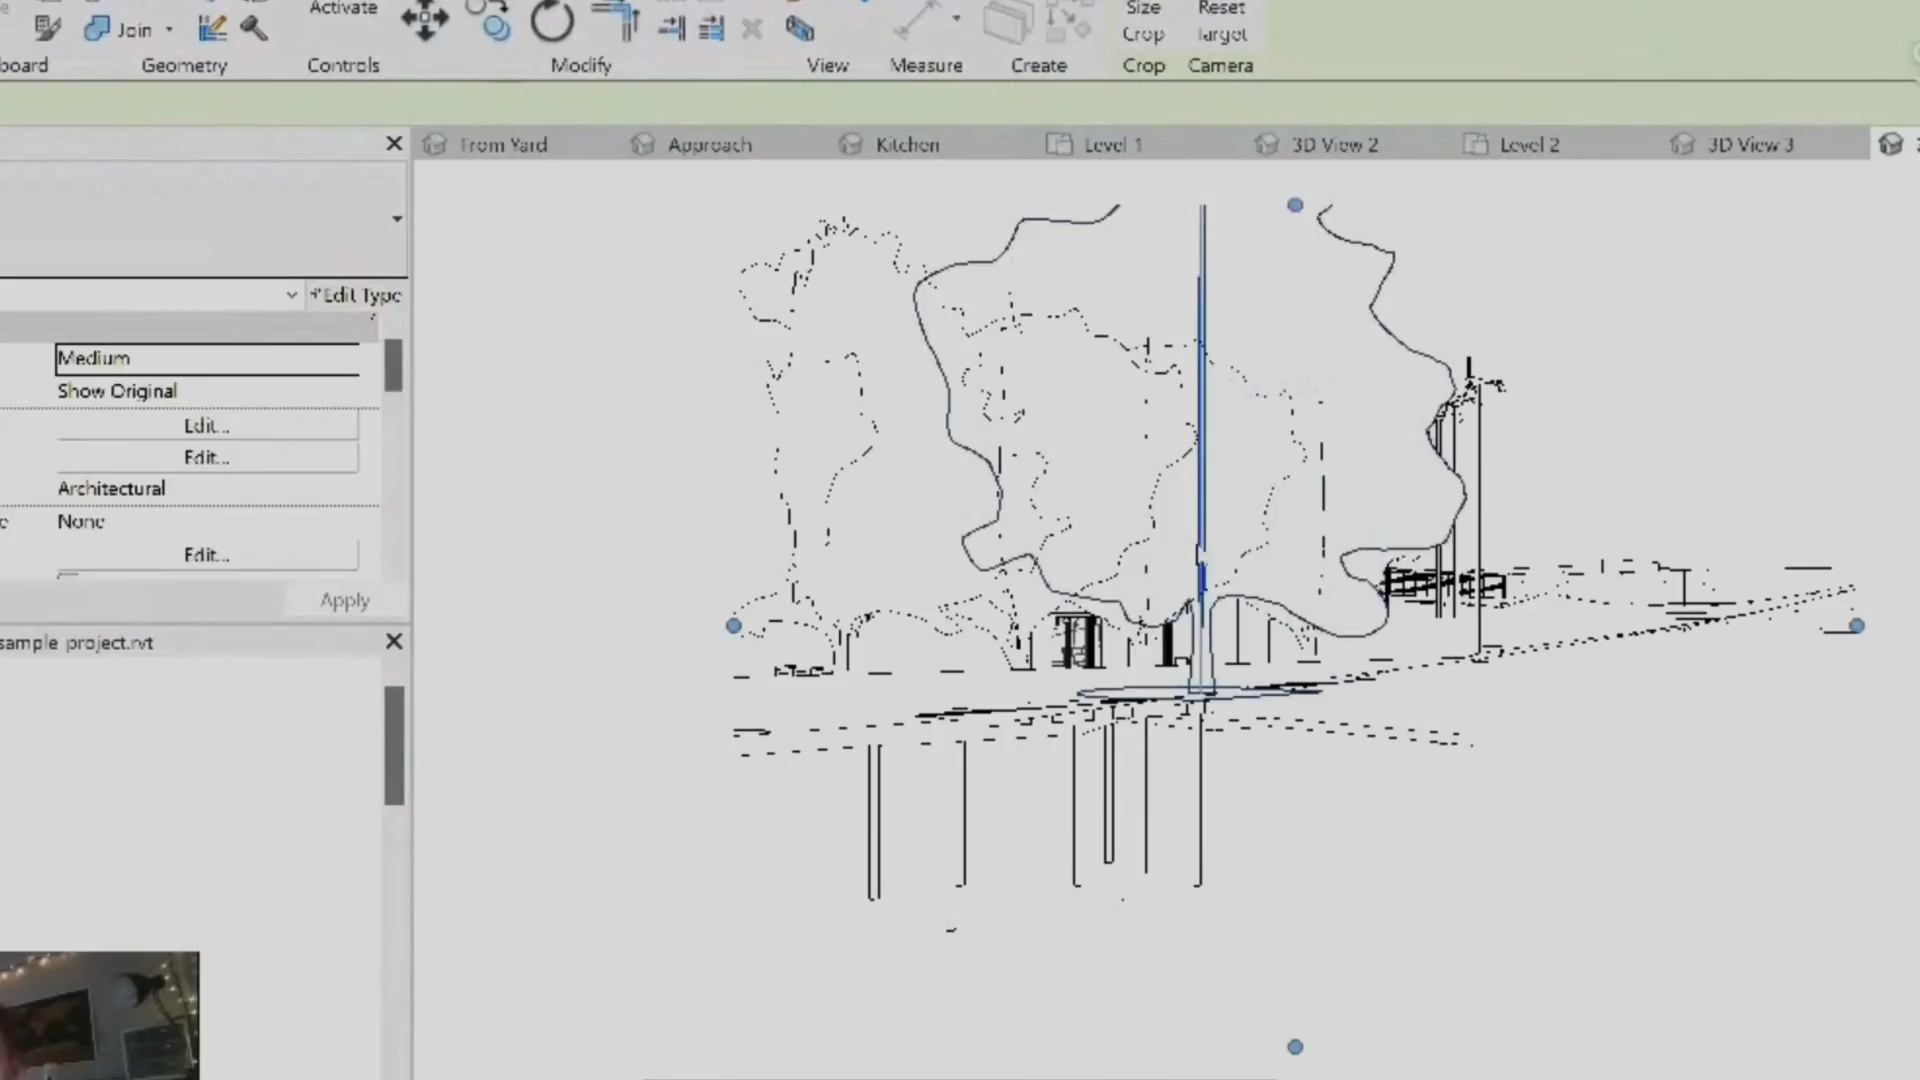 Activate
Size
Reset
Join
Crop
Target
board
Geometry
Controls
Modify
View
Measure
Create
Crop
Camera
From Yard
Approach
Kitchen
Level 1
3D View 2
Level 2
3D View 3
Edit Type
Medium
Show Original
Edit...
Edit...
Architectural
None
Edit...
Apply
sample project.rvt